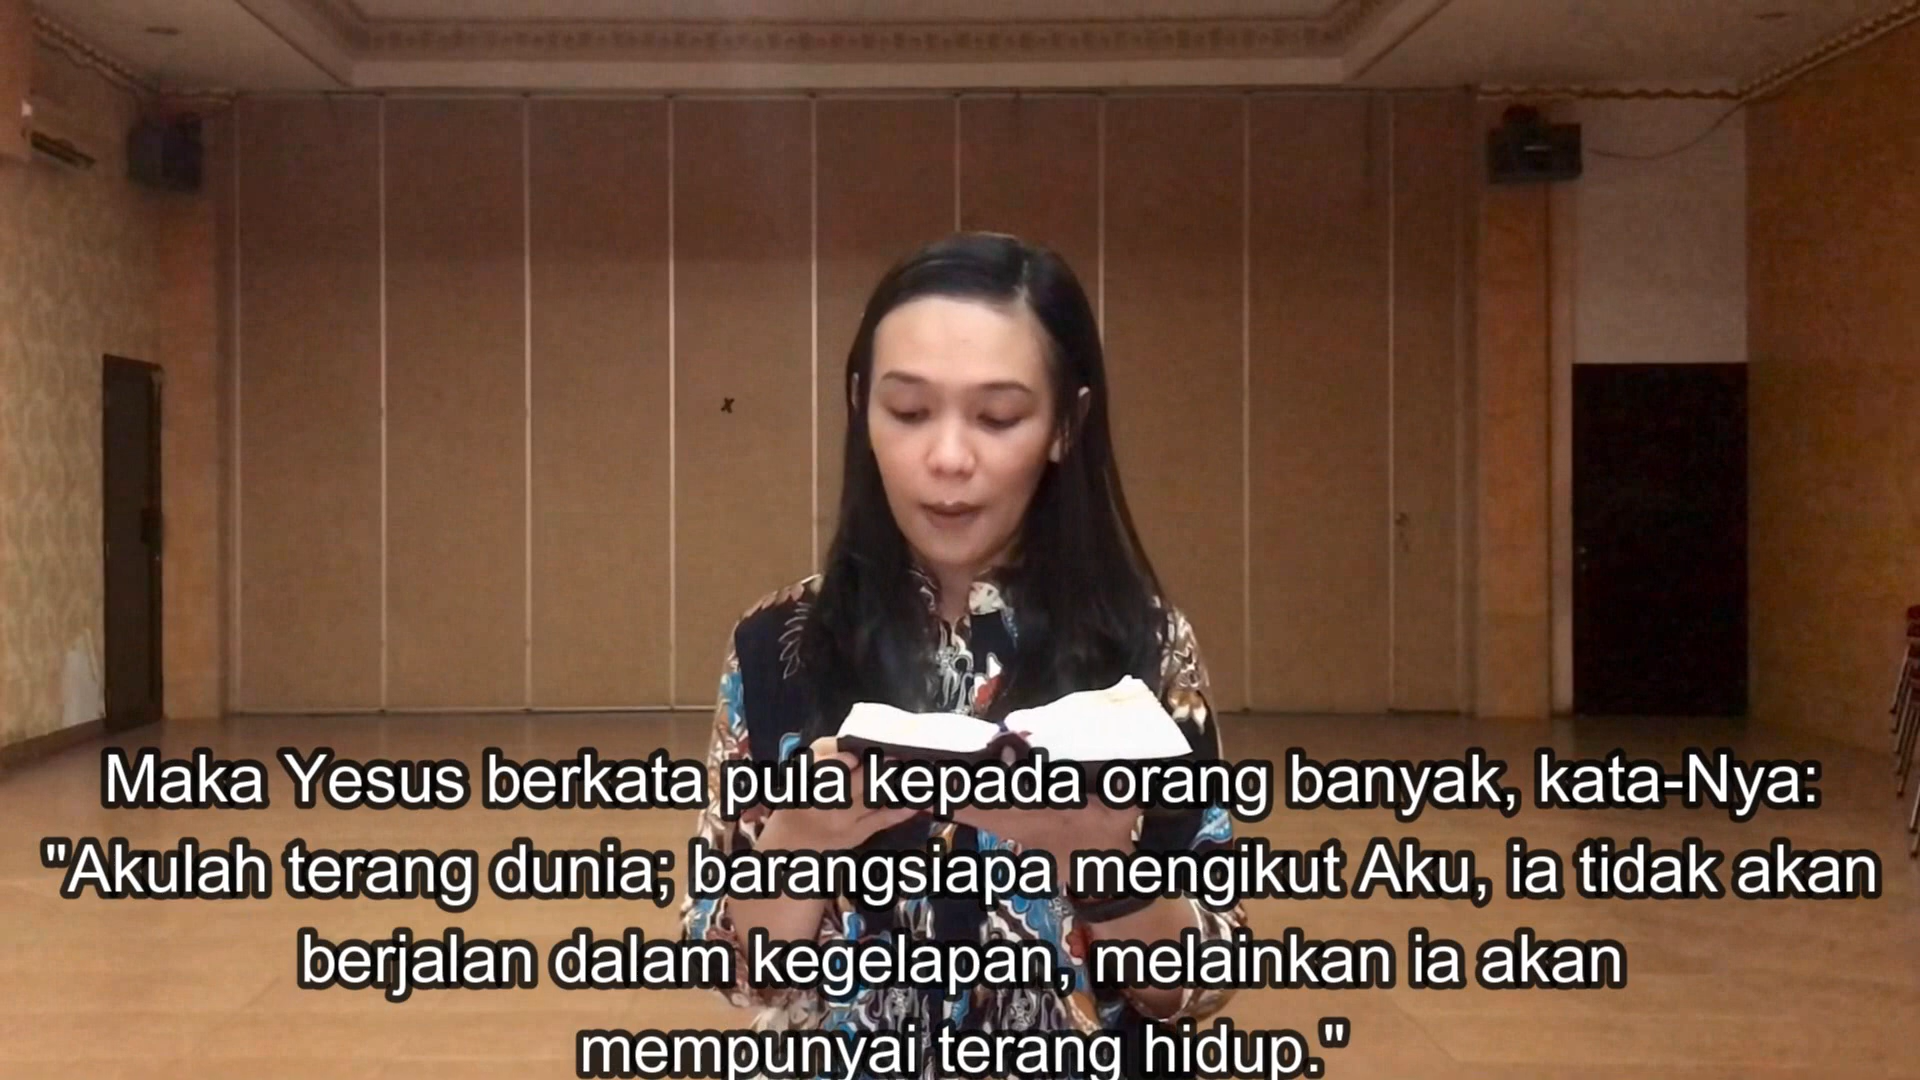 Maka Yesus berkata pula kepada orang banyak, kata-Nya:
"Akulah terang dunia; barangsiapa mengikut Aku, ia tidak akan
berjalan dalam kegelapan, melainkan ia akan
mempunyai terang hidup."